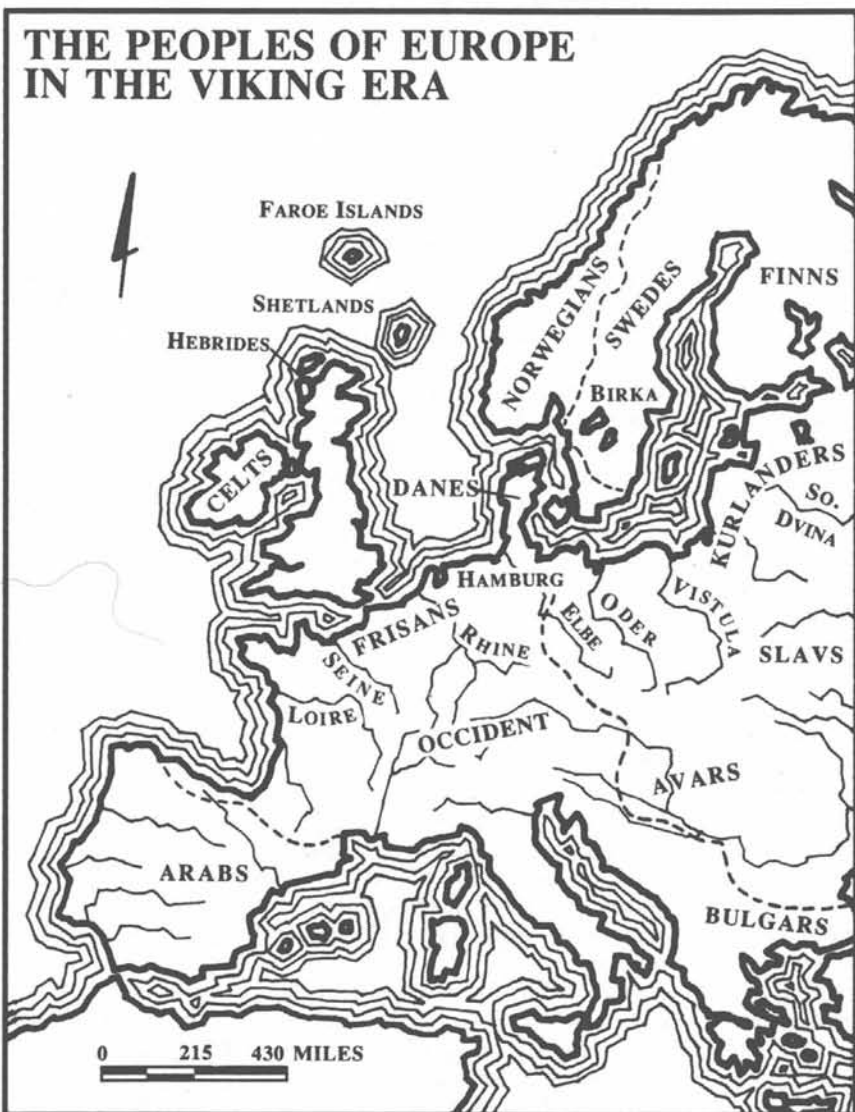 THE PEOPLES OF EUROPE
IN THE VIKING ERA
FAROE ISLANDS
SHETLANDS
HEBRIDES
NORWEGIANS
SWEDES
FINNS
BIRKA
CELTS
DANES
KURLANDERS
SO.
DVINA
HAMBURG
FRISANS
SEINE
RHINE
ELBE
ODER
VISTULA
SLAVS
LOIRE
OCCIDENT
AVARS
ARABS
BULGARS
0 215 430 MILES